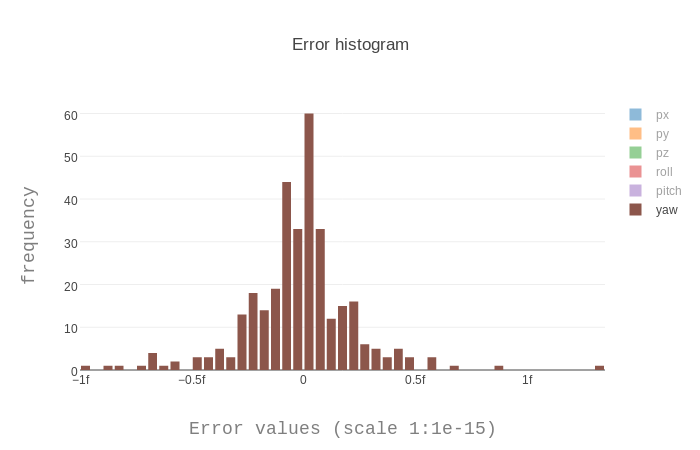 Error histogram
px
py
pz
roll
pitch
yaw
frequency
60
50
40
30
20
10
0
−1f −0.5f 0 0.5f 1f
Error values (scale 1:1e-15)